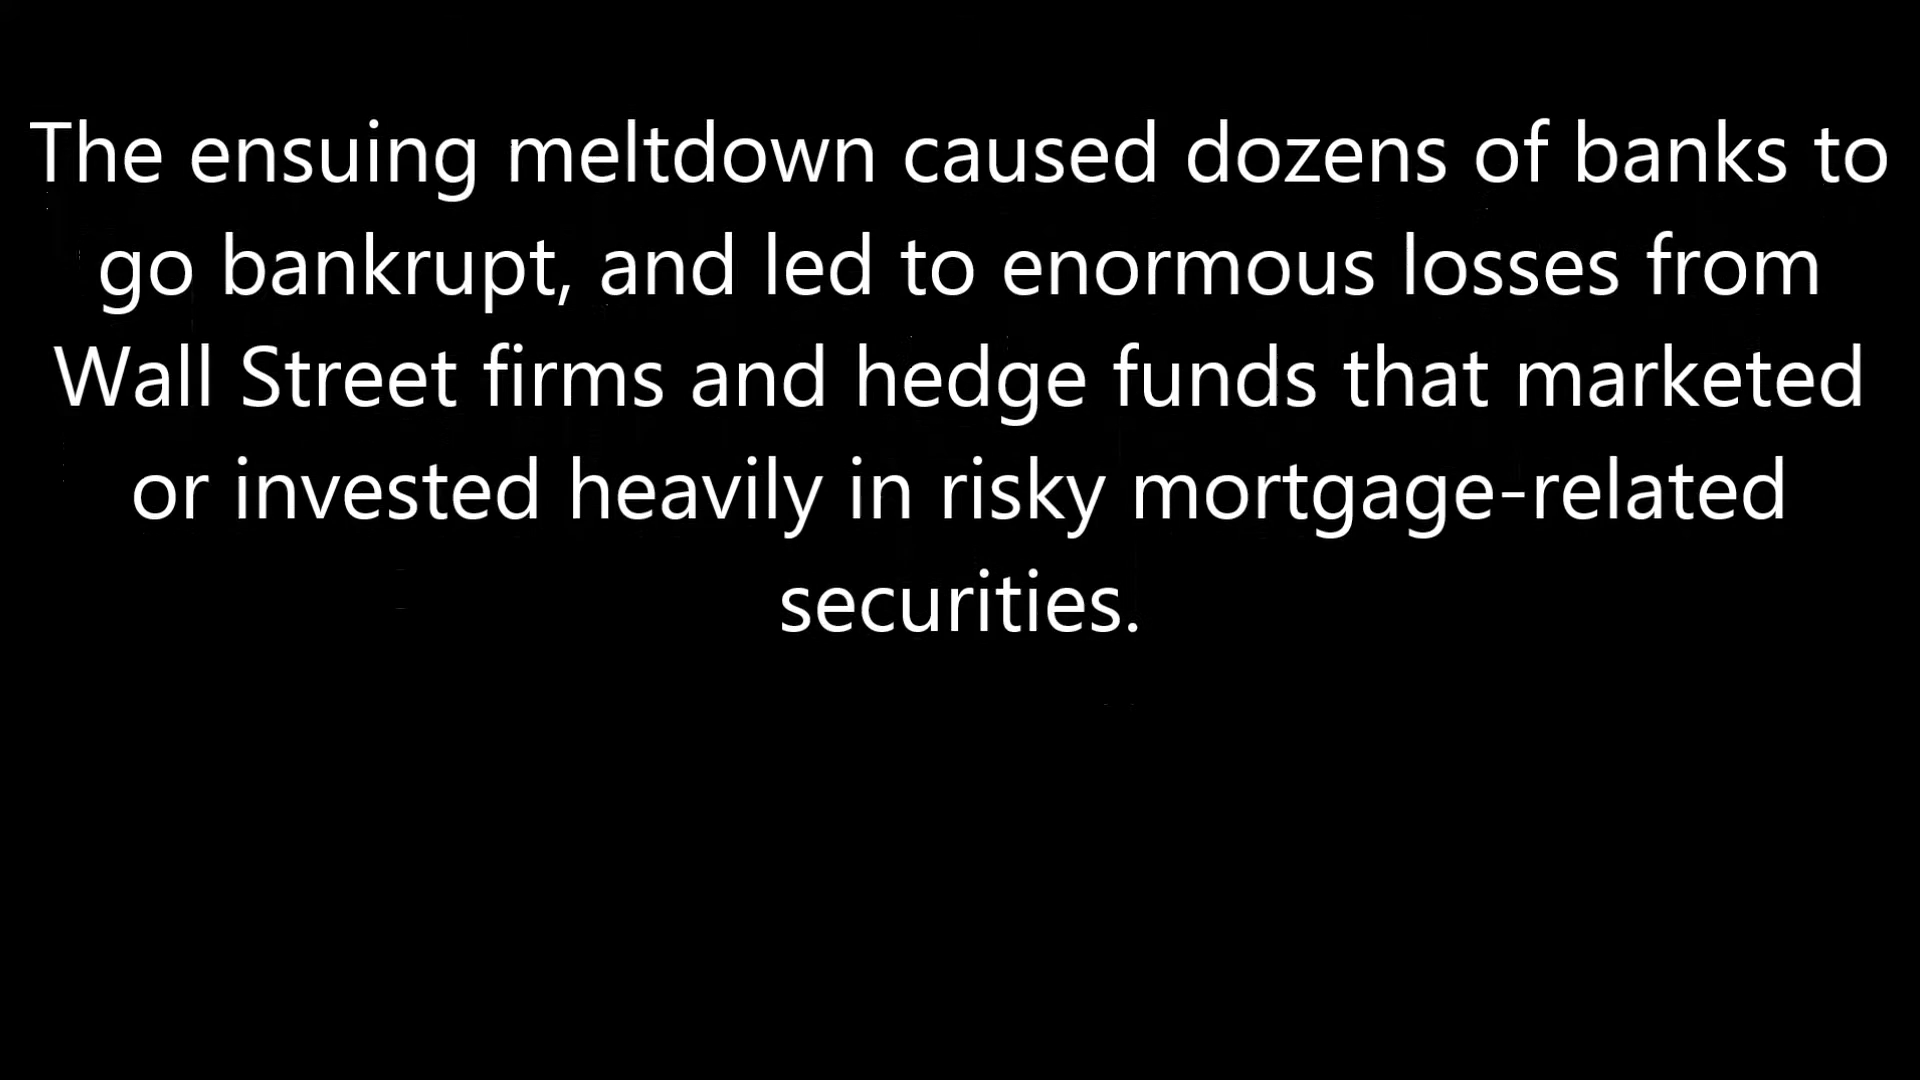 The ensuing meltdown caused dozens of banks to
go bankrupt, and led to enormous losses from
Wall Street firms and hedge funds that marketed
or invested heavily in risky mortgage-related
securities.